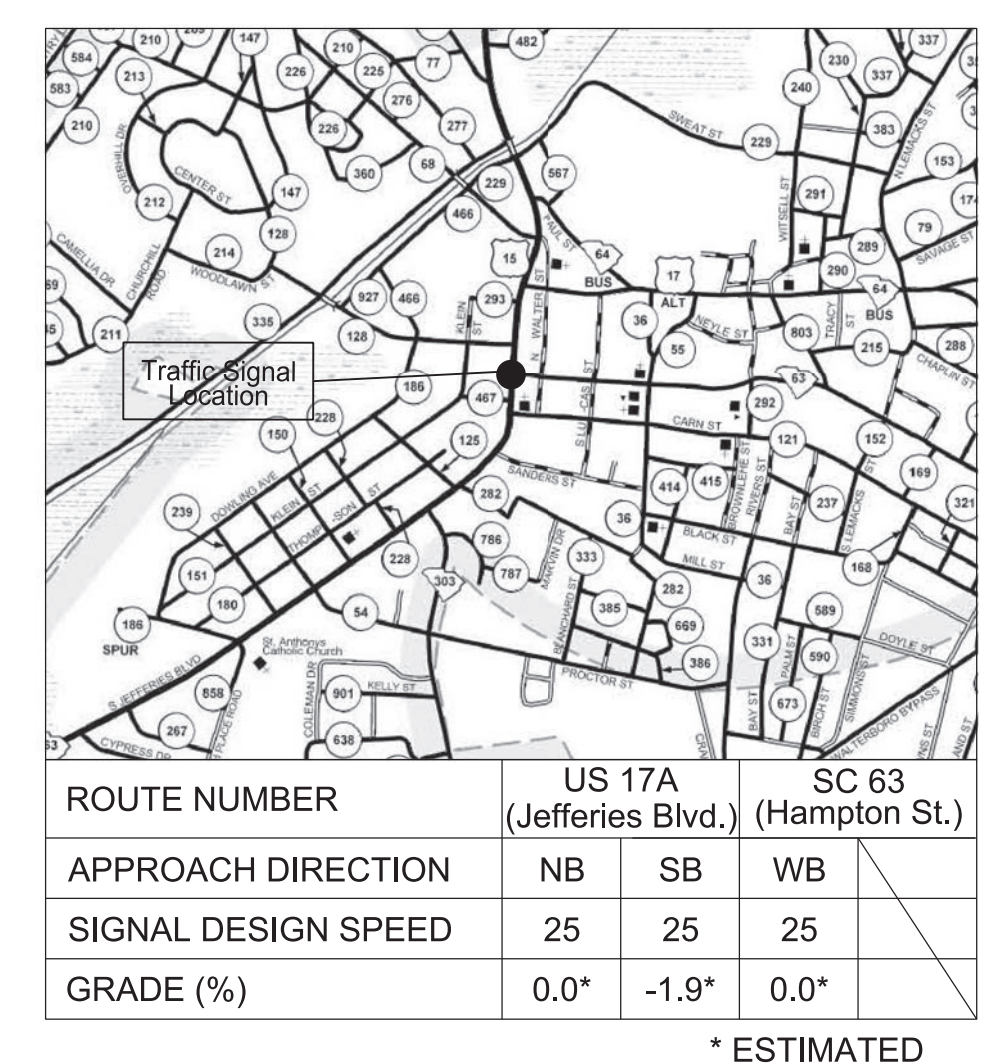 210
209
147
210
77
482
230
337
337
584
213
226
225
240
583
276
383
210
226
277
SWEAT ST
229
N LEMACKS ST
153
OVERHILL DR
CENTER ST
360
68
229
567
291
174
212
147
466
WITSELL ST
79
CAMELLIA DR
CHURCHILL
ROAD
214
128
15
PAUL ST
64
BUS
17
ALT
289
290
SAVAGE ST
64
BUS
WOODLAWN ST
927
466
293
N WALTER ST
36
803
TRACY
ST
211
335
128
KLEIN
ST
NEYLE ST
55
215
288
CHAPLIN ST
Traffic Signal
Location
186
467
S LU -CAS ST
63
292
228
150
125
CARN ST
121
152
169
SANDERS ST
239
DOWLING AVE
KLEIN ST
THOMP -SON ST
282
414
415
BROWNLEHE ST
RIVERS ST
BAY ST
237
S LEMACKS
ST
321
36
BLACK ST
786
MARVIN DR
333
MILL ST
168
151
228
303
787
282
36
180
54
BLANCHARD ST
385
669
589
186
SPUR
St. Anthonys
Catholic Church
331
PALM ST
590
DOYLE ST
386
S JEFFERIES BLVD
858
PLACE ROAD
COLEMAN DR
901
KELLY ST
PROCTOR ST
BAY ST
673
BIRCH ST
SIMMONS ST
WALTERBORO BYPASS
267
CYPRESS DR
638
63
ROUTE NUMBER
US 17A
(Jefferies Blvd.)
SC 63
(Hampton St.)
APPROACH DIRECTION NB SB WB
SIGNAL DESIGN SPEED 25 25 25
GRADE (%) 0.0* -1.9* 0.0*
* ESTIMATED